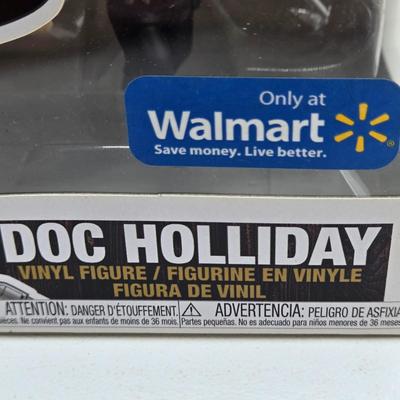 Only at
Walmart
Save money. Live better.
DOC HOLLIDAY
VINYL FIGURE / FIGURINE EN VINYLE
FIGURA DE VINIL
ATTENTION: DANGER D'ÉTOUFFEMENT. ADVERTENCIA: PELIGRO DE ASFIXIA
pièces. Ne convient pas aux enfants de moins de 36 mois. Partes pequeñas. No es adecuado para niños menores de 36 meses